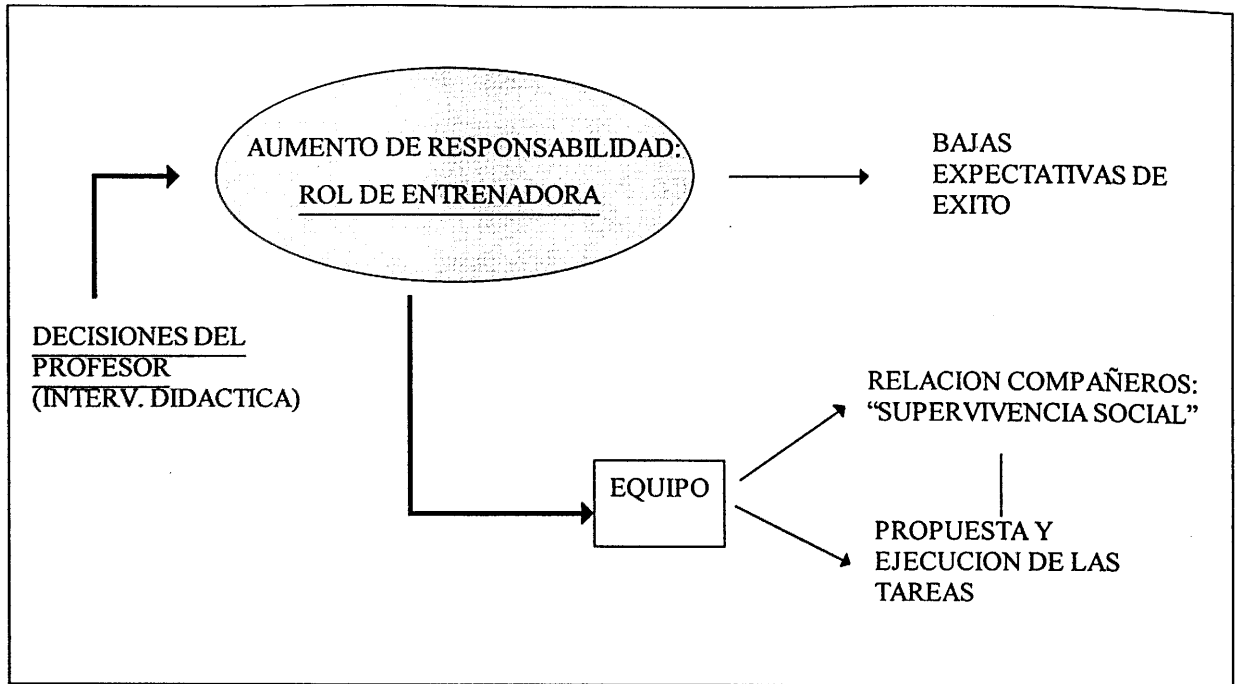 AUMENTO DE RESPONSABILIDAD:
ROL DE ENTRENADORA
BAJAS
EXPECTATIVAS DE
EXITO
DECISIONES DEL
PROFESOR
(INTERV. DIDACTICA)
RELACION COMPAÑEROS:
“SUPERVIVENCIA SOCIAL”
EQUIPO
PROPUESTA Y
EJECUCION DE LAS
TAREAS